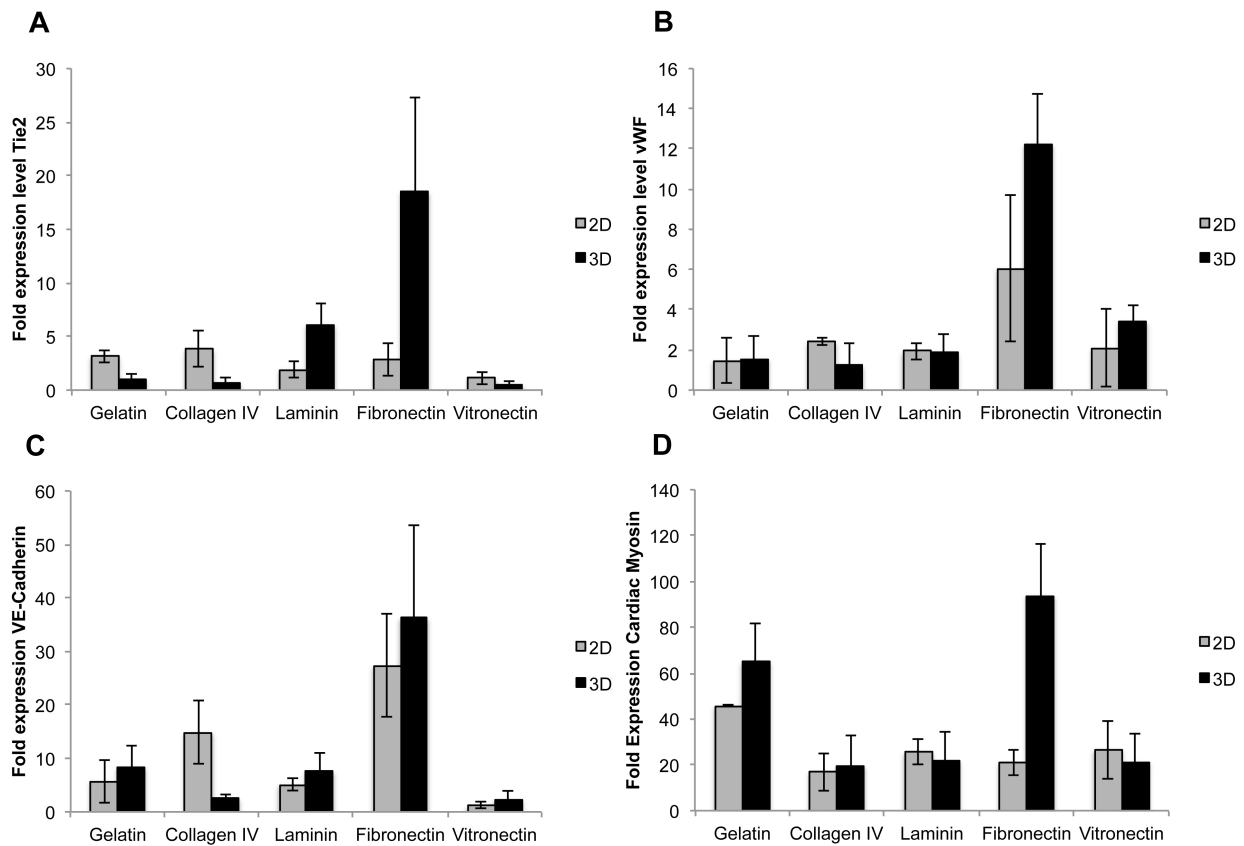 A
Fold expression level Tie2
30
25
20
15
10
5
0
Gelatin Collagen IV Laminin Fibronectin Vitronectin
2D
3D
B
Fold expression level vWF
16
14
12
10
8
6
4
2
0
Gelatin Collagen IV Laminin Fibronectin Vitronectin
2D
3D
C
Fold expression VE-Cadherin
60
50
40
30
20
10
0
Gelatin Collagen IV Laminin Fibronectin Vitronectin
2D
3D
D
Fold Expression Cardiac Myosin
140
120
100
80
60
40
20
0
Gelatin Collagen IV Laminin Fibronectin Vitronectin
2D
3D